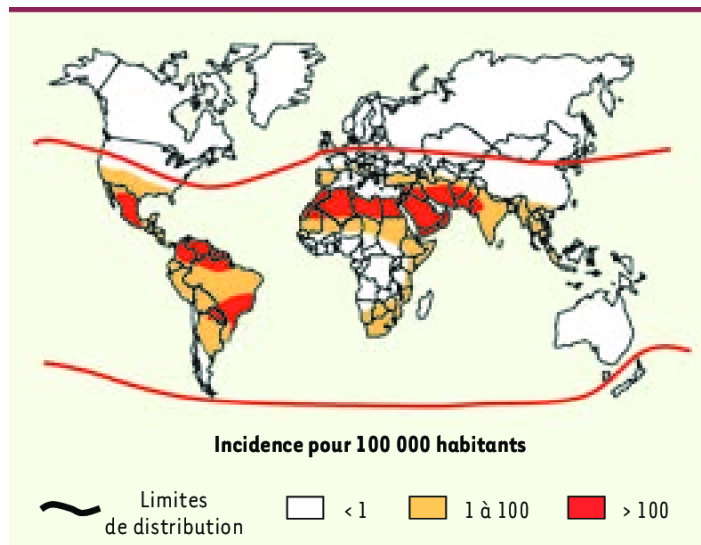 Incidence pour 100 000 habitants
Limites
de distribution
< 1
1 à 100
> 100